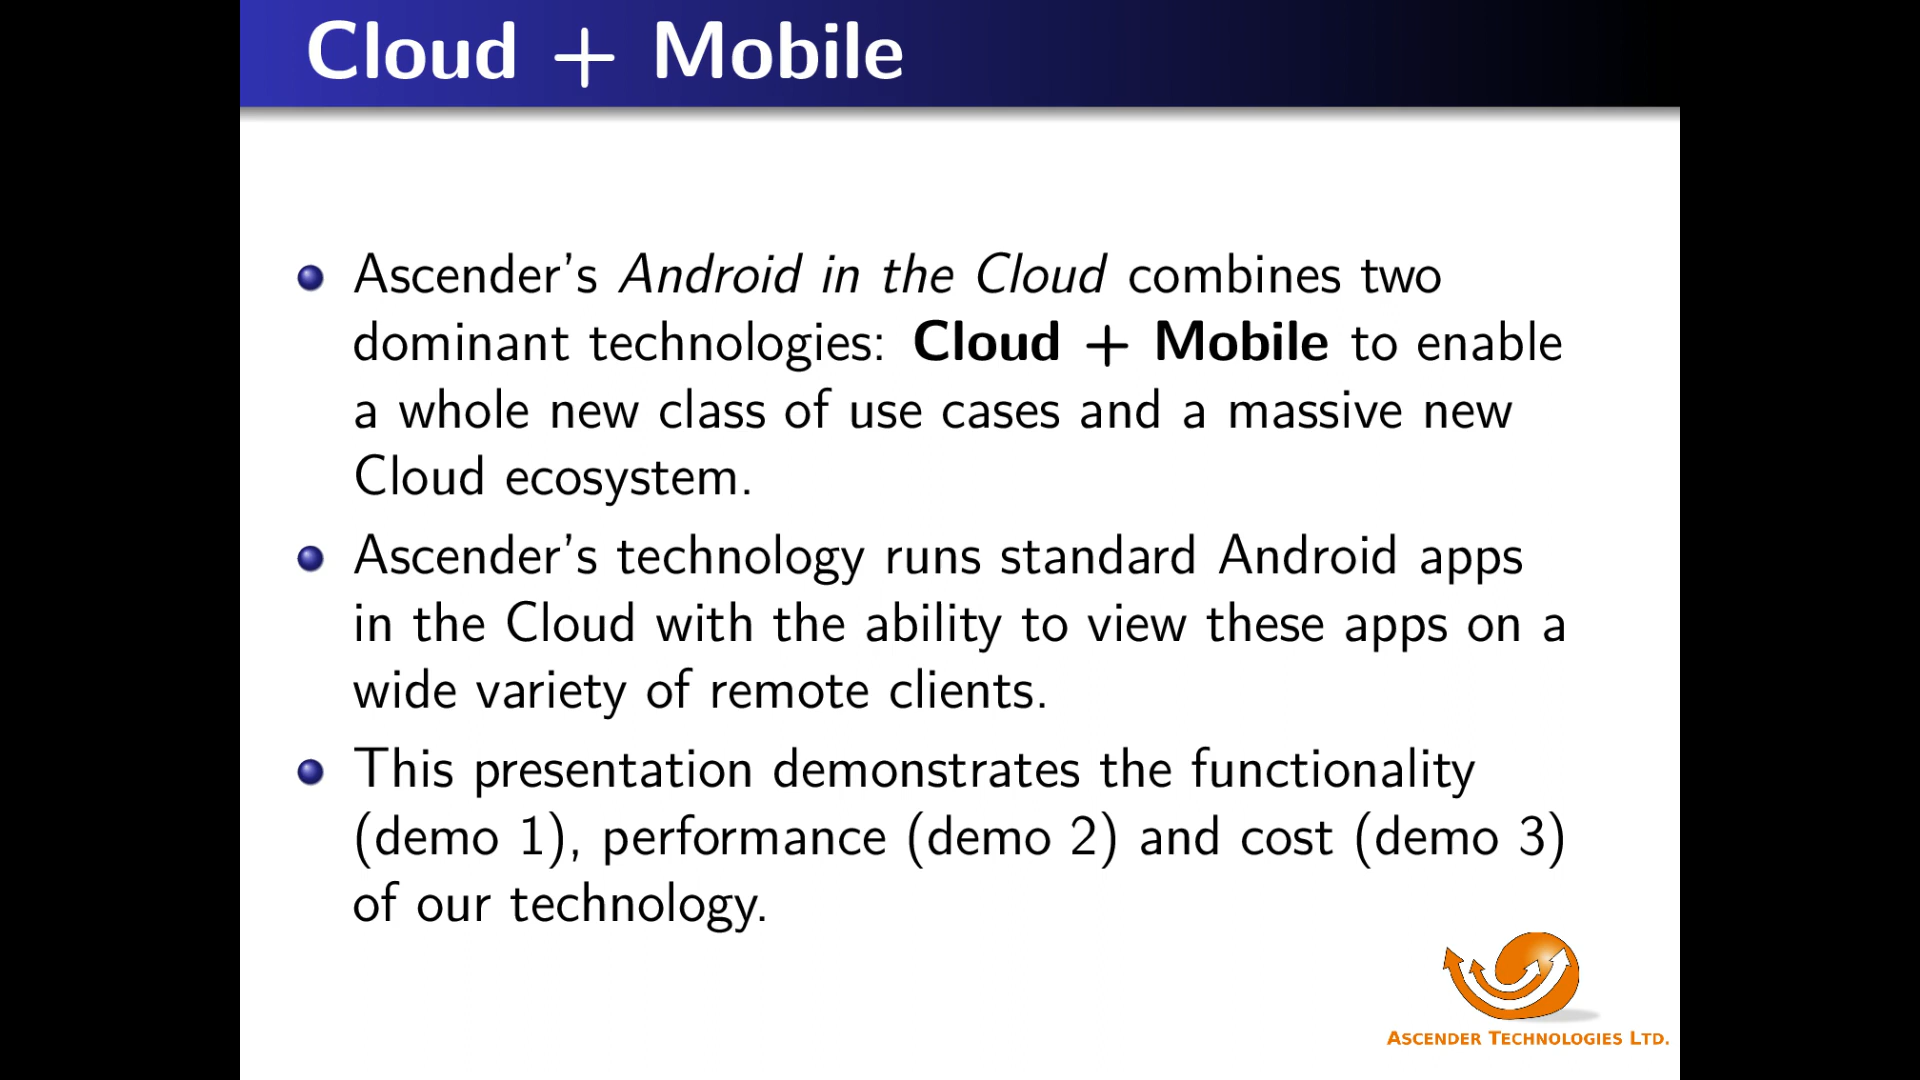 Cloud + Mobile
Ascender's Android in the Cloud combines two
dominant technologies: Cloud + Mobile to enable
a whole new class of use cases and a massive new
Cloud ecosystem.
Ascender's technology runs standard Android apps
in the Cloud with the ability to view these apps on a
wide variety of remote clients.
This presentation demonstrates the functionality
(demo 1), performance (demo 2) and cost (demo 3)
of our technology.
ASCENDER TECHNOLOGIES LTD.